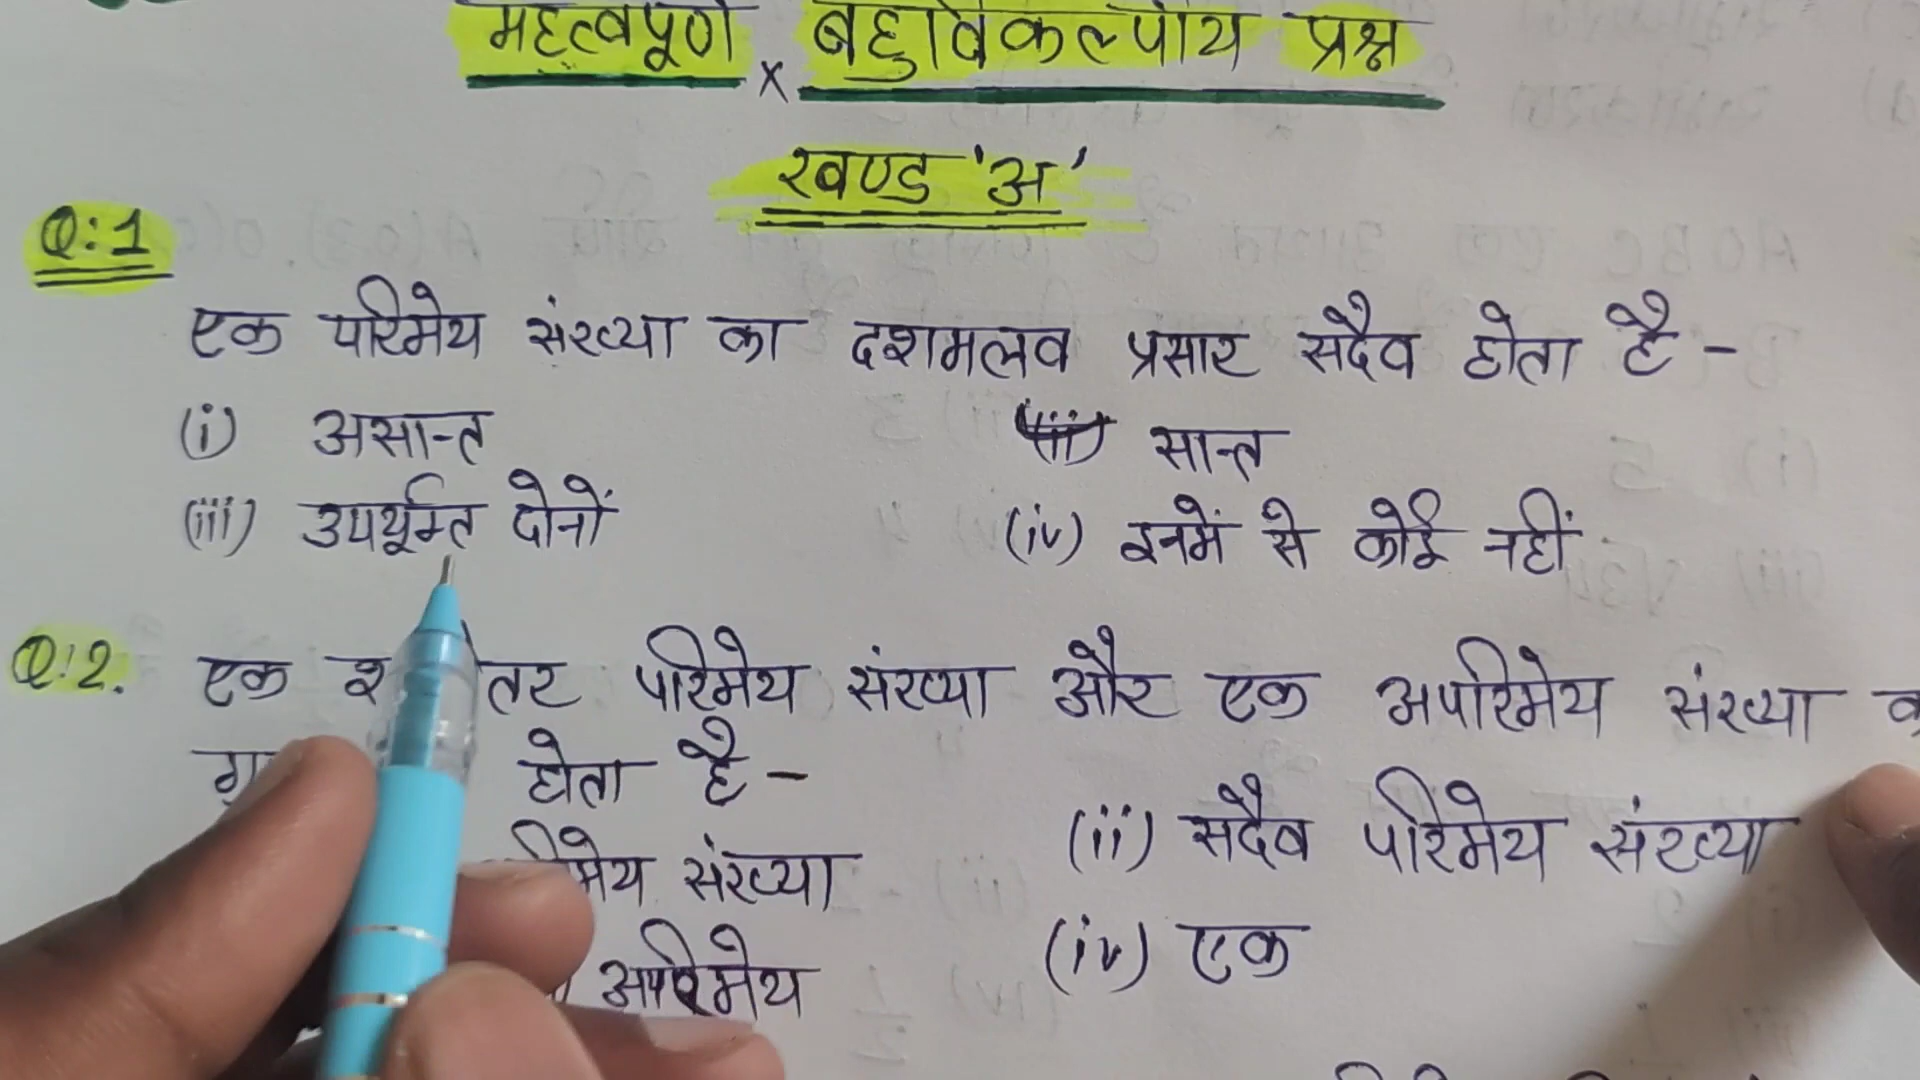 महत्वपूर्ण x बहुविकल्पीय प्रश्न
खण्ड 'अ'
Q:1
एक परिमेय संख्या का दशमलव प्रसार सदैव होता है -
(i) असान्त (ii) सान्त
(iii) उपर्युक्त दोनों (iv) इनमें से कोई नहीं
Q:2. एक परिमेय संख्या और एक अपरिमेय संख्या
होता है -
संख्या (ii) सदैव परिमेय संख्या
अपरिमेय (iv) एक